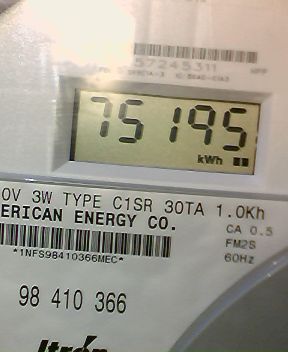 57245311
75195
kWh
0V 3W TYPE C1SR 30TA 1.0Kh
ERICAN ENERGY CO.
CA 0.5
FM2S
60Hz
*1NFS98410366MEC*
98 410 366
Itrón